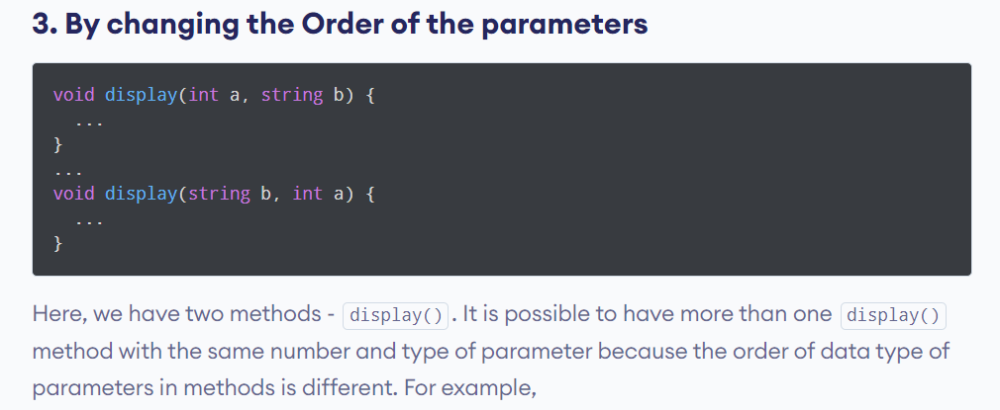 3. By changing the Order of the parameters
void display(int a, string b) {
...
}
...
void display(string b, int a) {
...
}
Here, we have two methods - display() . It is possible to have more than one display()
method with the same number and type of parameter because the order of data type of
parameters in methods is different. For example,